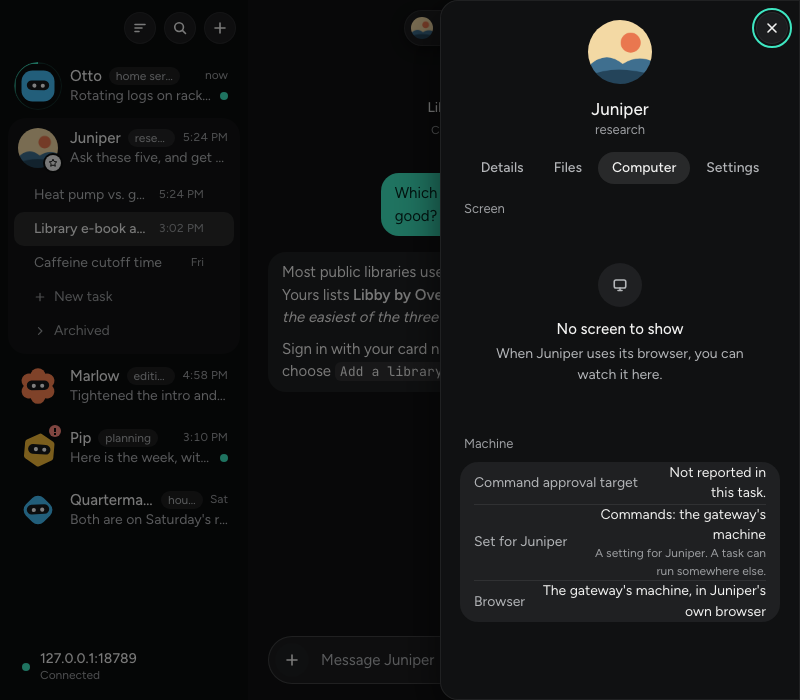 Otto home ser... now
Rotating logs on rack...
Juniper rese... 5:24 PM
Ask these five, and get ...
Heat pump vs. g... 5:24 PM
Library e-book a... 3:02 PM
Caffeine cutoff time Fri
New task
Archived
Marlow editi... 4:58 PM
Tightened the intro and...
Pip planning 3:10 PM
Here is the week, wit...
Quarterma... hou... Sat
Both are on Saturday's r...
127.0.0.1:18789
Connected
Which
good?
Most public libraries use
Yours lists Libby by Ove
the easiest of the three
Sign in with your card n
choose Add a library
Message Juniper
Juniper
research
Details Files Computer Settings
Screen
No screen to show
When Juniper uses its browser, you can
watch it here.
Machine
Command approval target Not reported in
this task.
Set for Juniper Commands: the gateway's
machine
A setting for Juniper. A task can
run somewhere else.
Browser The gateway's machine, in Juniper's
own browser